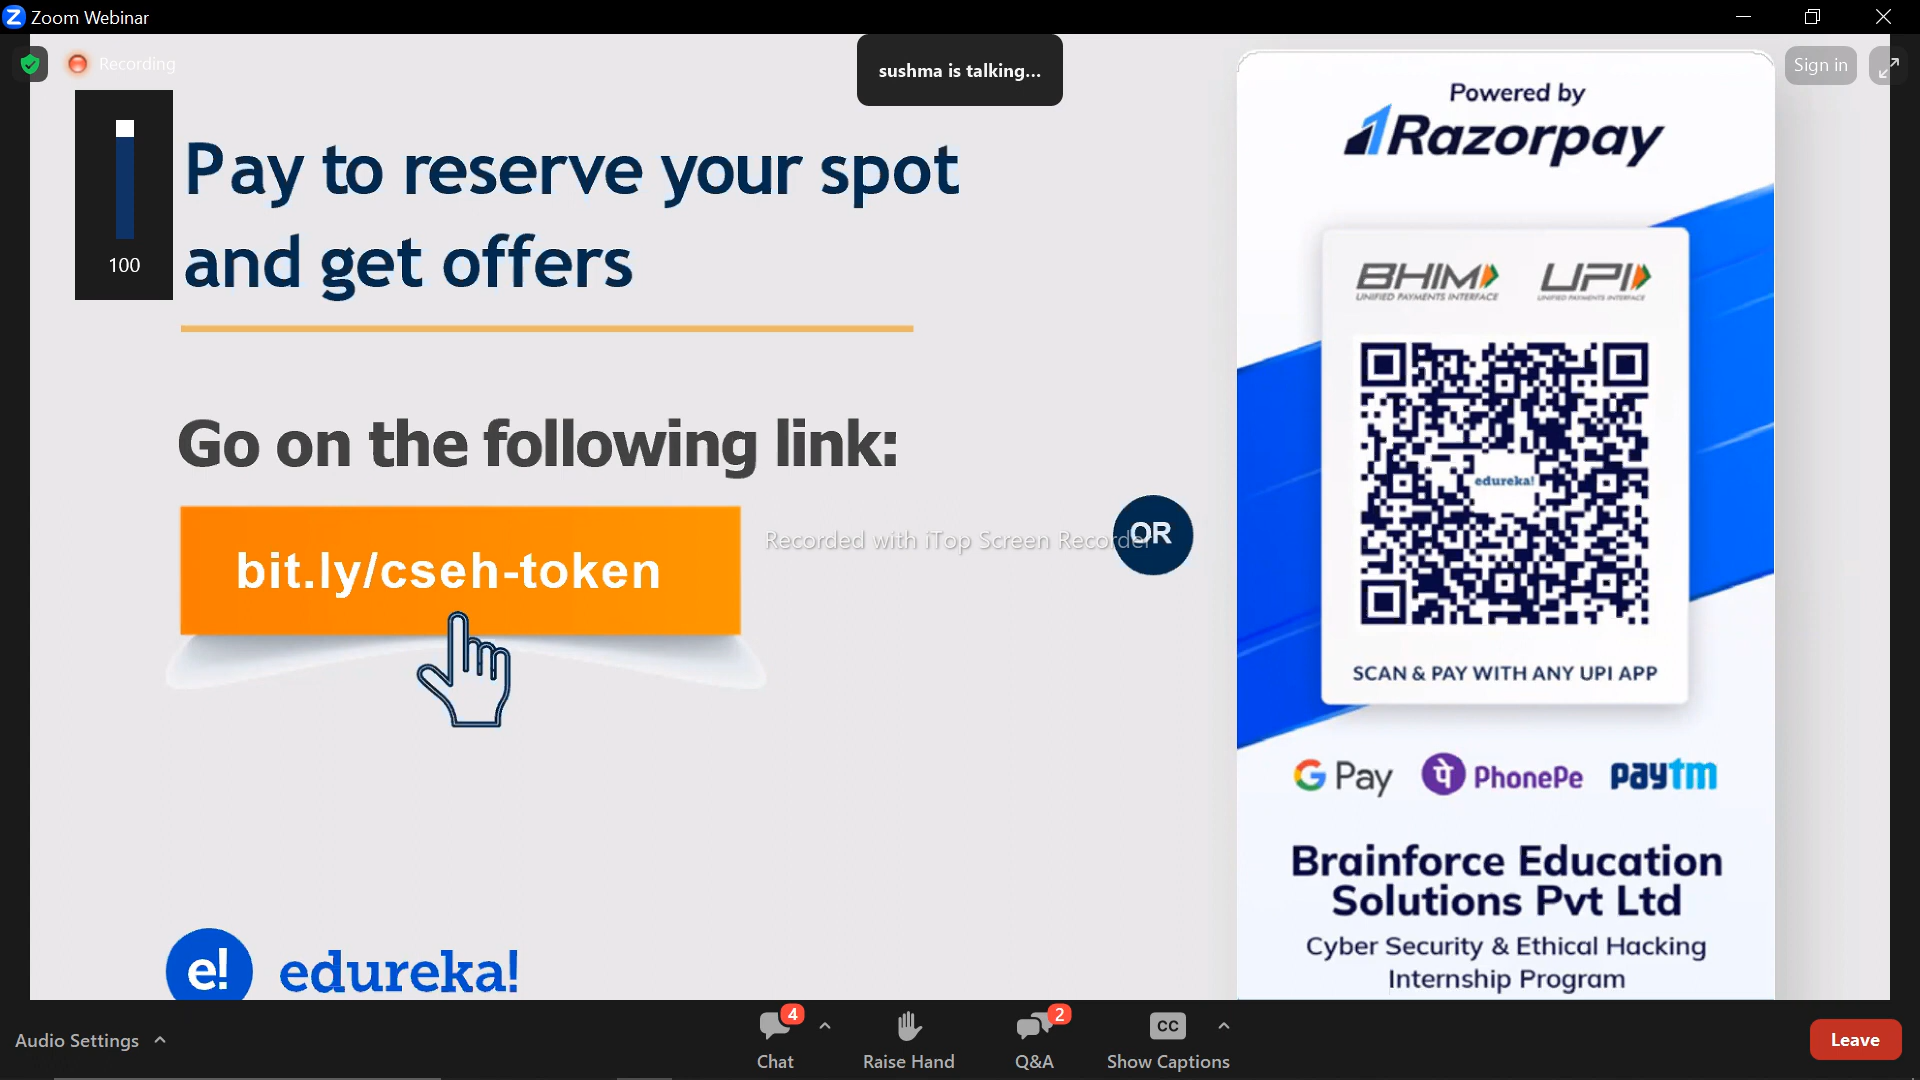 Zoom Webinar
Recording
sushma is talking...
Sign in
100
Pay to reserve your spot
and get offers
Go on the following link:
bit.ly/cseh-token
Recorded with iTop Screen Recorder
OR
Powered by
Razorpay
BHIM UPI
UNIFIED PAYMENTS INTERFACE UNIFIED PAYMENTS INTERFACE
edureka!
SCAN & PAY WITH ANY UPI APP
G Pay पे PhonePe paytm
Brainforce Education
Solutions Pvt Ltd
Cyber Security & Ethical Hacking
Internship Program
e! edureka!
Audio Settings
4
Chat
Raise Hand
2
Q&A
CC
Show Captions
Leave